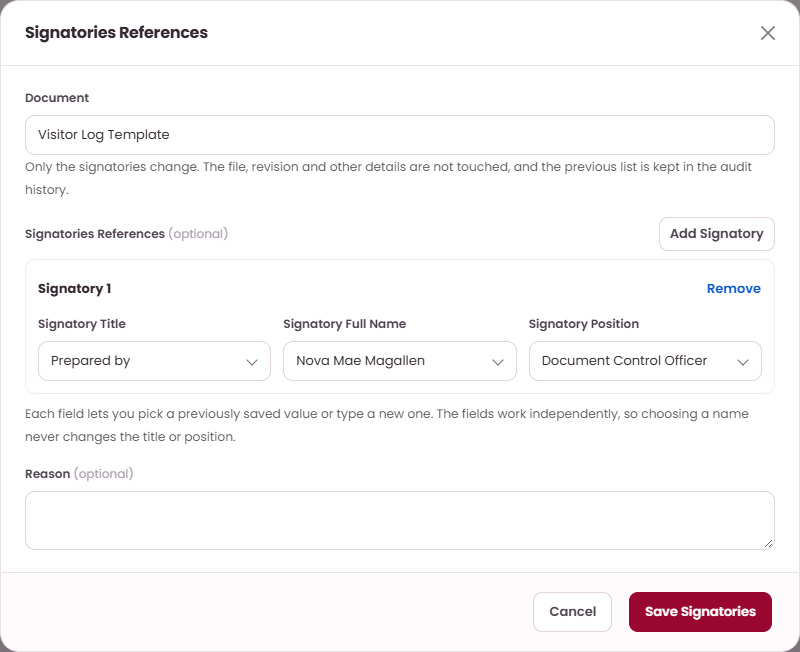 Signatories References
Document
Visitor Log Template
Only the signatories change. The file, revision and other details are not touched, and the previous list is kept in the audit
history.
Signatories References (optional)
Add Signatory
Signatory 1
Remove
Signatory Title
Signatory Full Name
Signatory Position
Prepared by
Nova Mae Magallen
Document Control Officer
Each field lets you pick a previously saved value or type a new one. The fields work independently, so choosing a name
never changes the title or position.
Reason (optional)
Cancel
Save Signatories